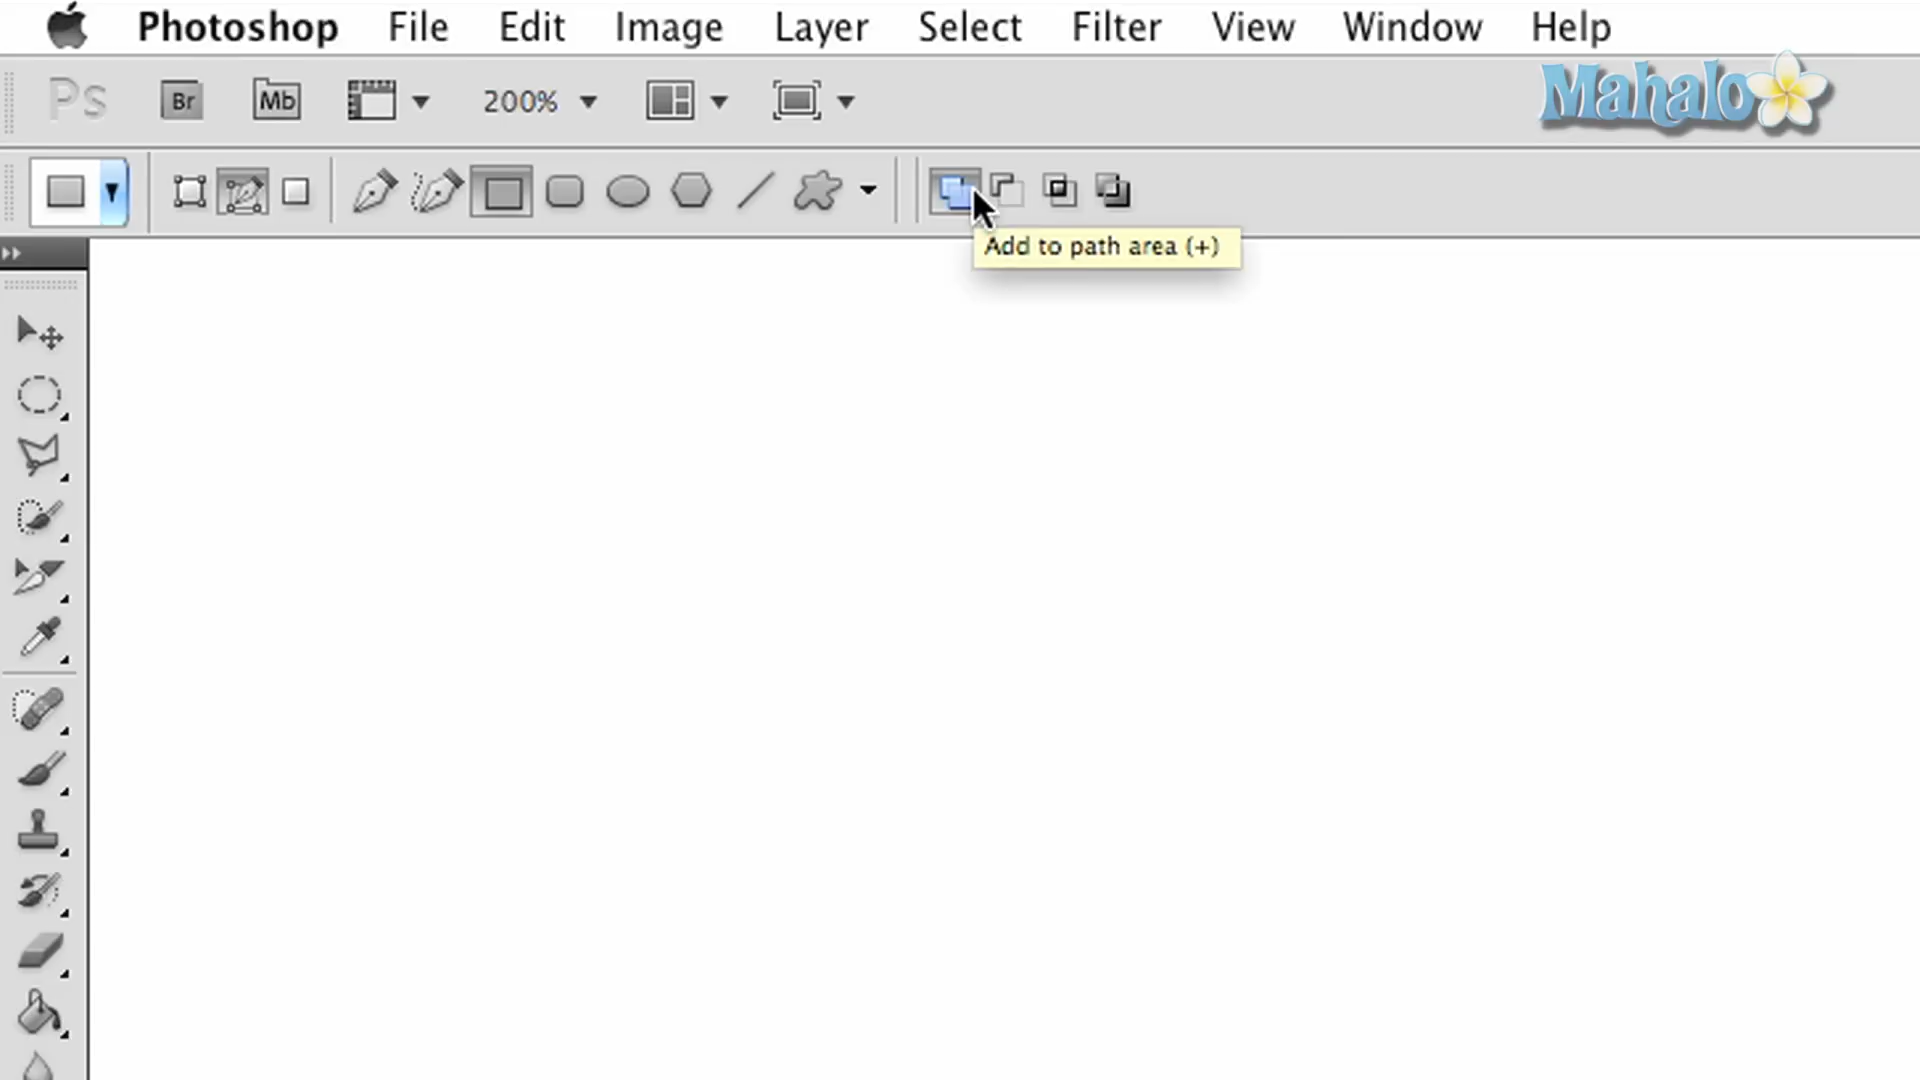 Photoshop File Edit Image Layer Select Filter View Window Help
Ps Br Mb 200% Mahalo
Add to path area (+)